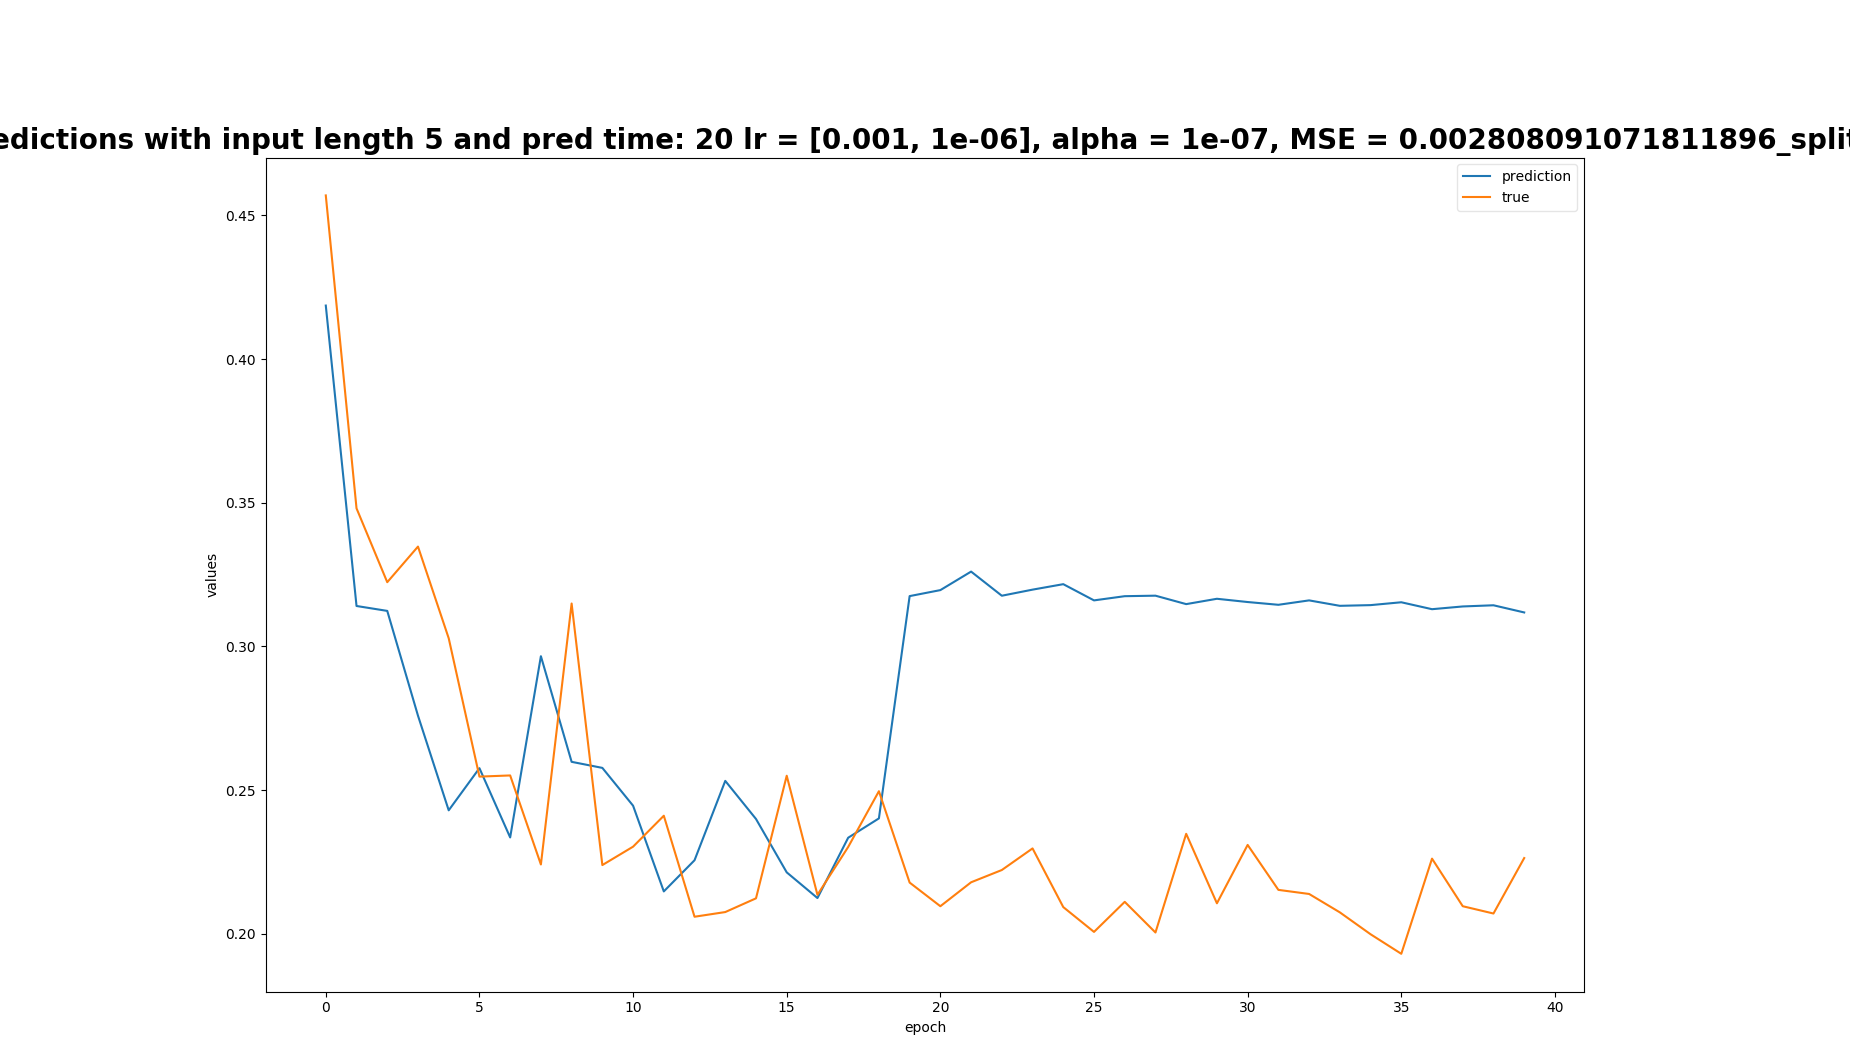 edictions with input length 5 and pred time: 20 lr = [0.001, 1e-06], alpha = 1e-07, MSE = 0.002808091071811896_split
prediction
true
0.45
0.40
0.35
0.30
0.25
0.20
values
0 5 10 15 20 25 30 35 40
epoch